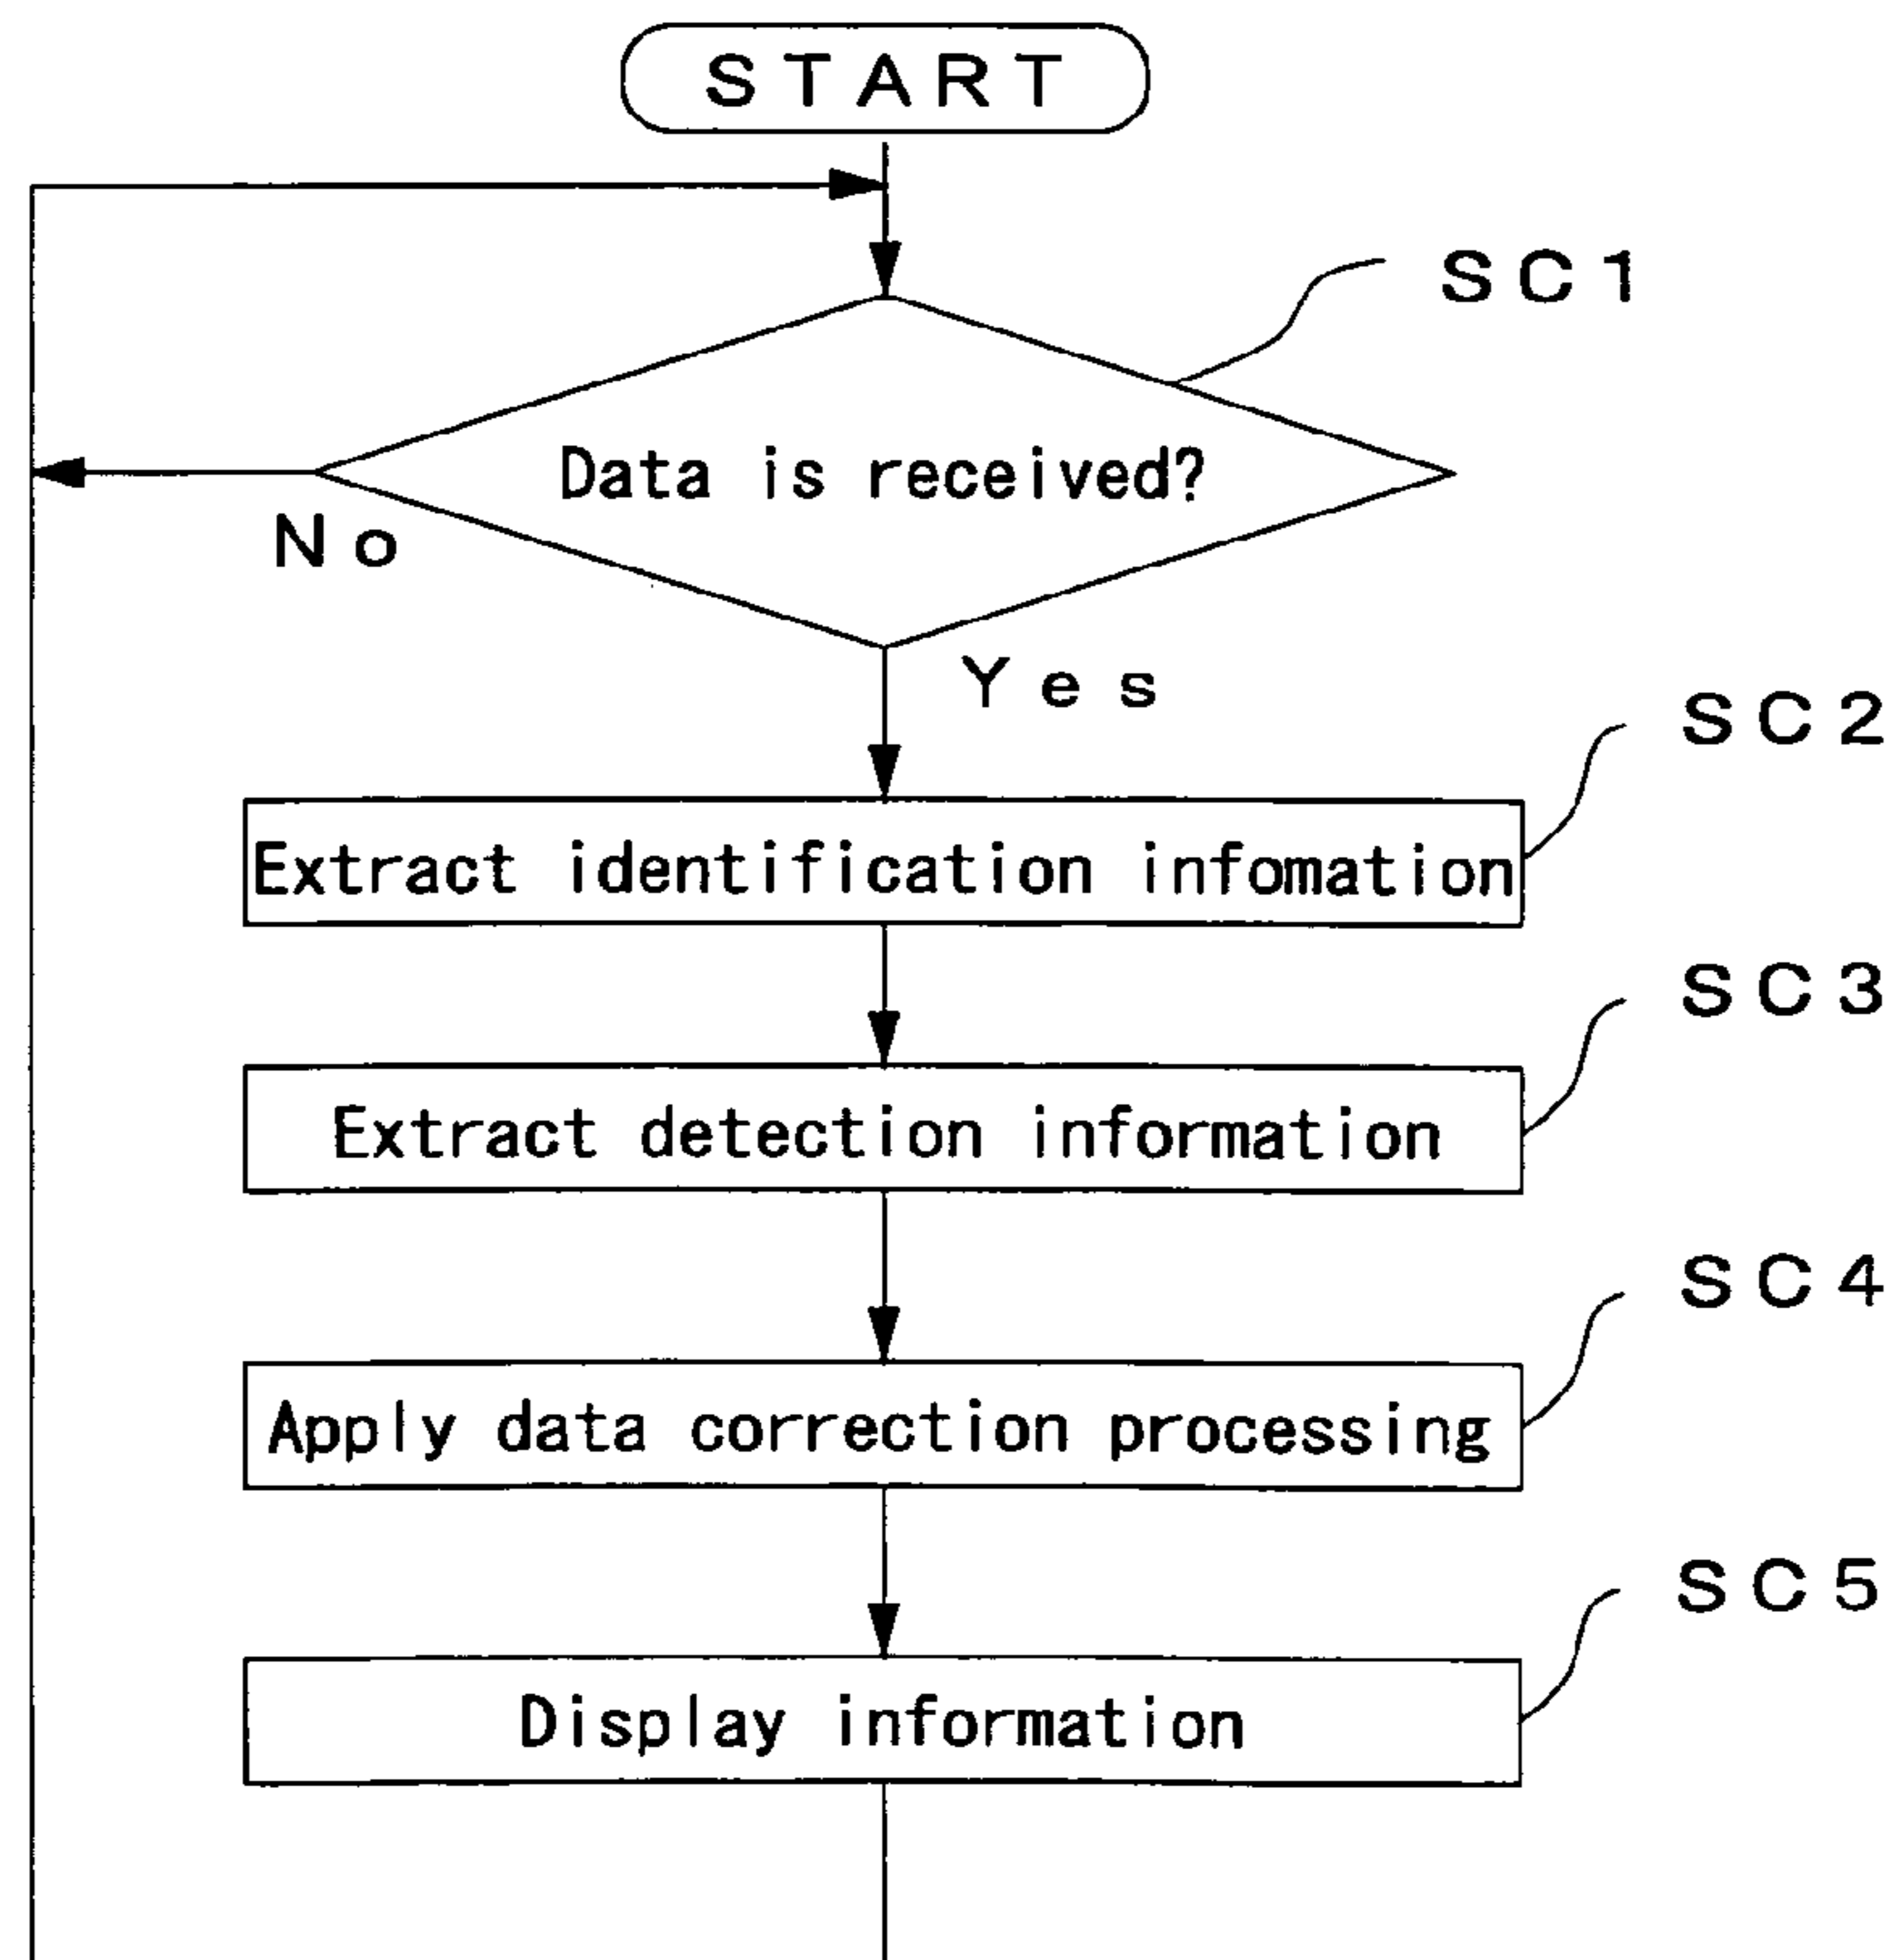 START
SC1
Data is received?
No
Yes
SC2
Extract identification infomation
SC3
Extract detection information
SC4
Apply data correction processing
SC5
Display information